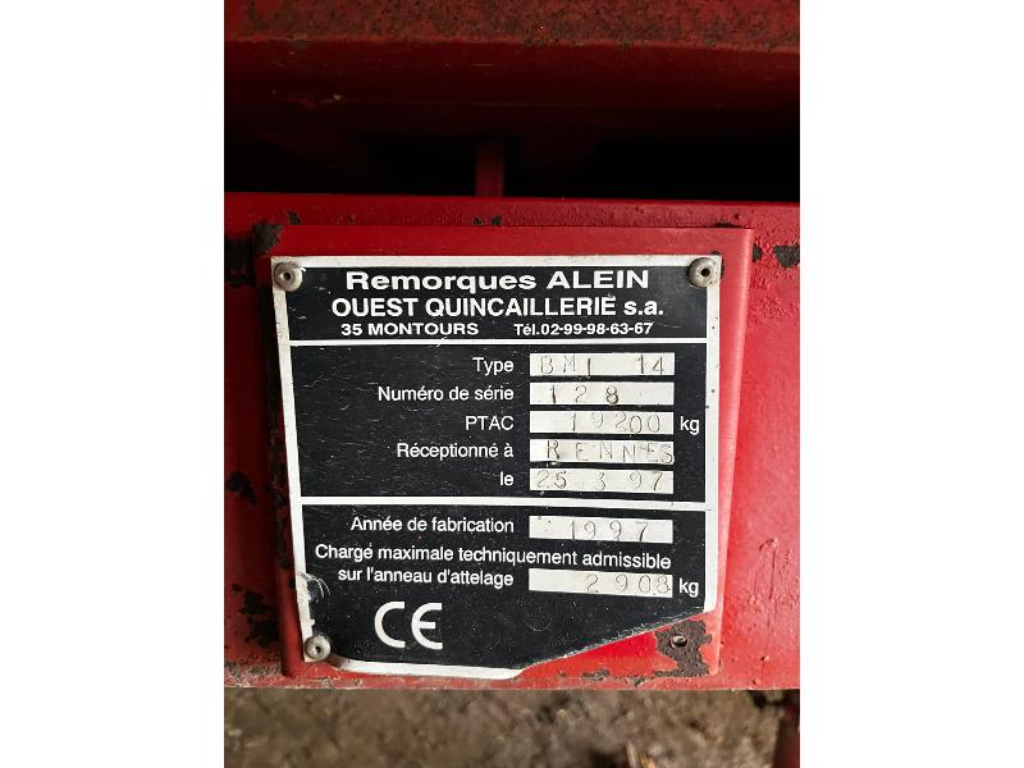 Remorques ALEIN
OUEST QUINCAILLERIE s.a.
35 MONTOURS Tél.02-99-98-63-67
Type BMI 14
Numéro de série 128
PTAC 19200 kg
Réceptionné à RENNES
le 25 3 97
Année de fabrication 1997
Charge maximale techniquement admissible
sur l'anneau d'attelage 2908 kg
CE